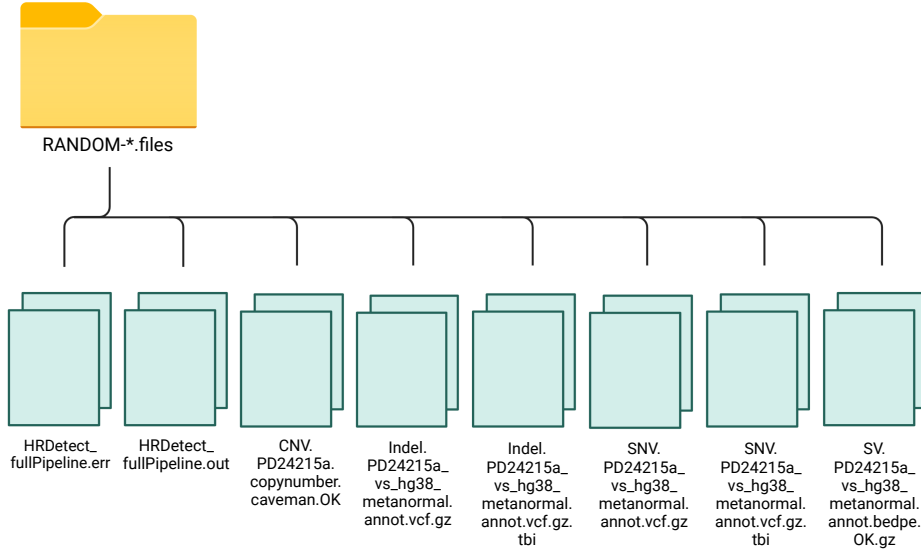 RANDOM-*.files
HRDetect_
fullPipeline.err
HRDetect_
fullPipeline.out
CNV.
PD24215a.
copynumber.
caveman.OK
Indel.
PD24215a_
vs_hg38_
metanormal.
annot.vcf.gz
Indel.
PD24215a_
vs_hg38_
metanormal.
annot.vcf.gz.
tbi
SNV.
PD24215a_
vs_hg38_
metanormal.
annot.vcf.gz
SNV.
PD24215a_
vs_hg38_
metanormal.
annot.vcf.gz.
tbi
SV.
PD24215a_
vs_hg38_
metanormal.
annot.bedpe.
OK.gz